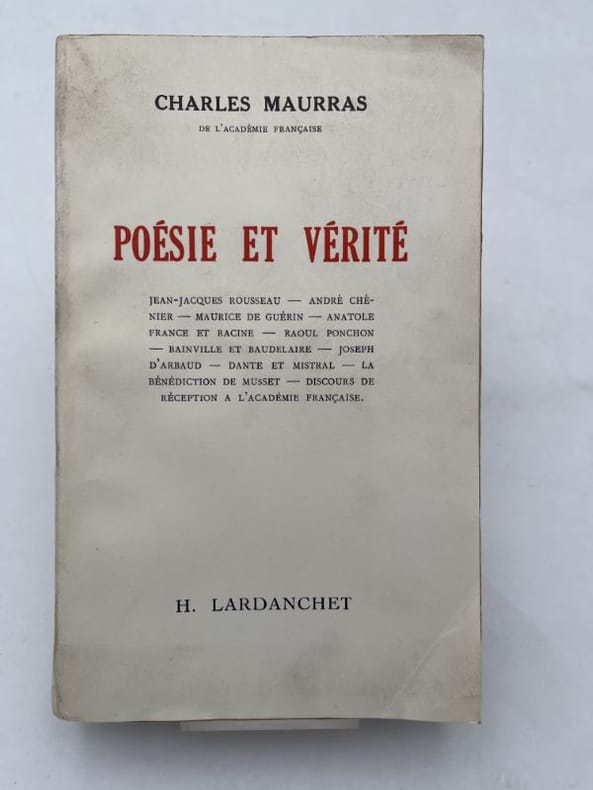 CHARLES MAURRAS
DE L'ACADÉMIE FRANÇAISE
POÉSIE ET VÉRITÉ
JEAN-JACQUES ROUSSEAU — ANDRÉ CHÉ-
NIER — MAURICE DE GUÉRIN — ANATOLE
FRANCE ET RACINE — RAOUL PONCHON
— BAINVILLE ET BAUDELAIRE — JOSEPH
D'ARBAUD — DANTE ET MISTRAL — LA
BÉNÉDICTION DE MUSSET — DISCOURS DE
RÉCEPTION A L'ACADÉMIE FRANÇAISE.
H. LARDANCHET